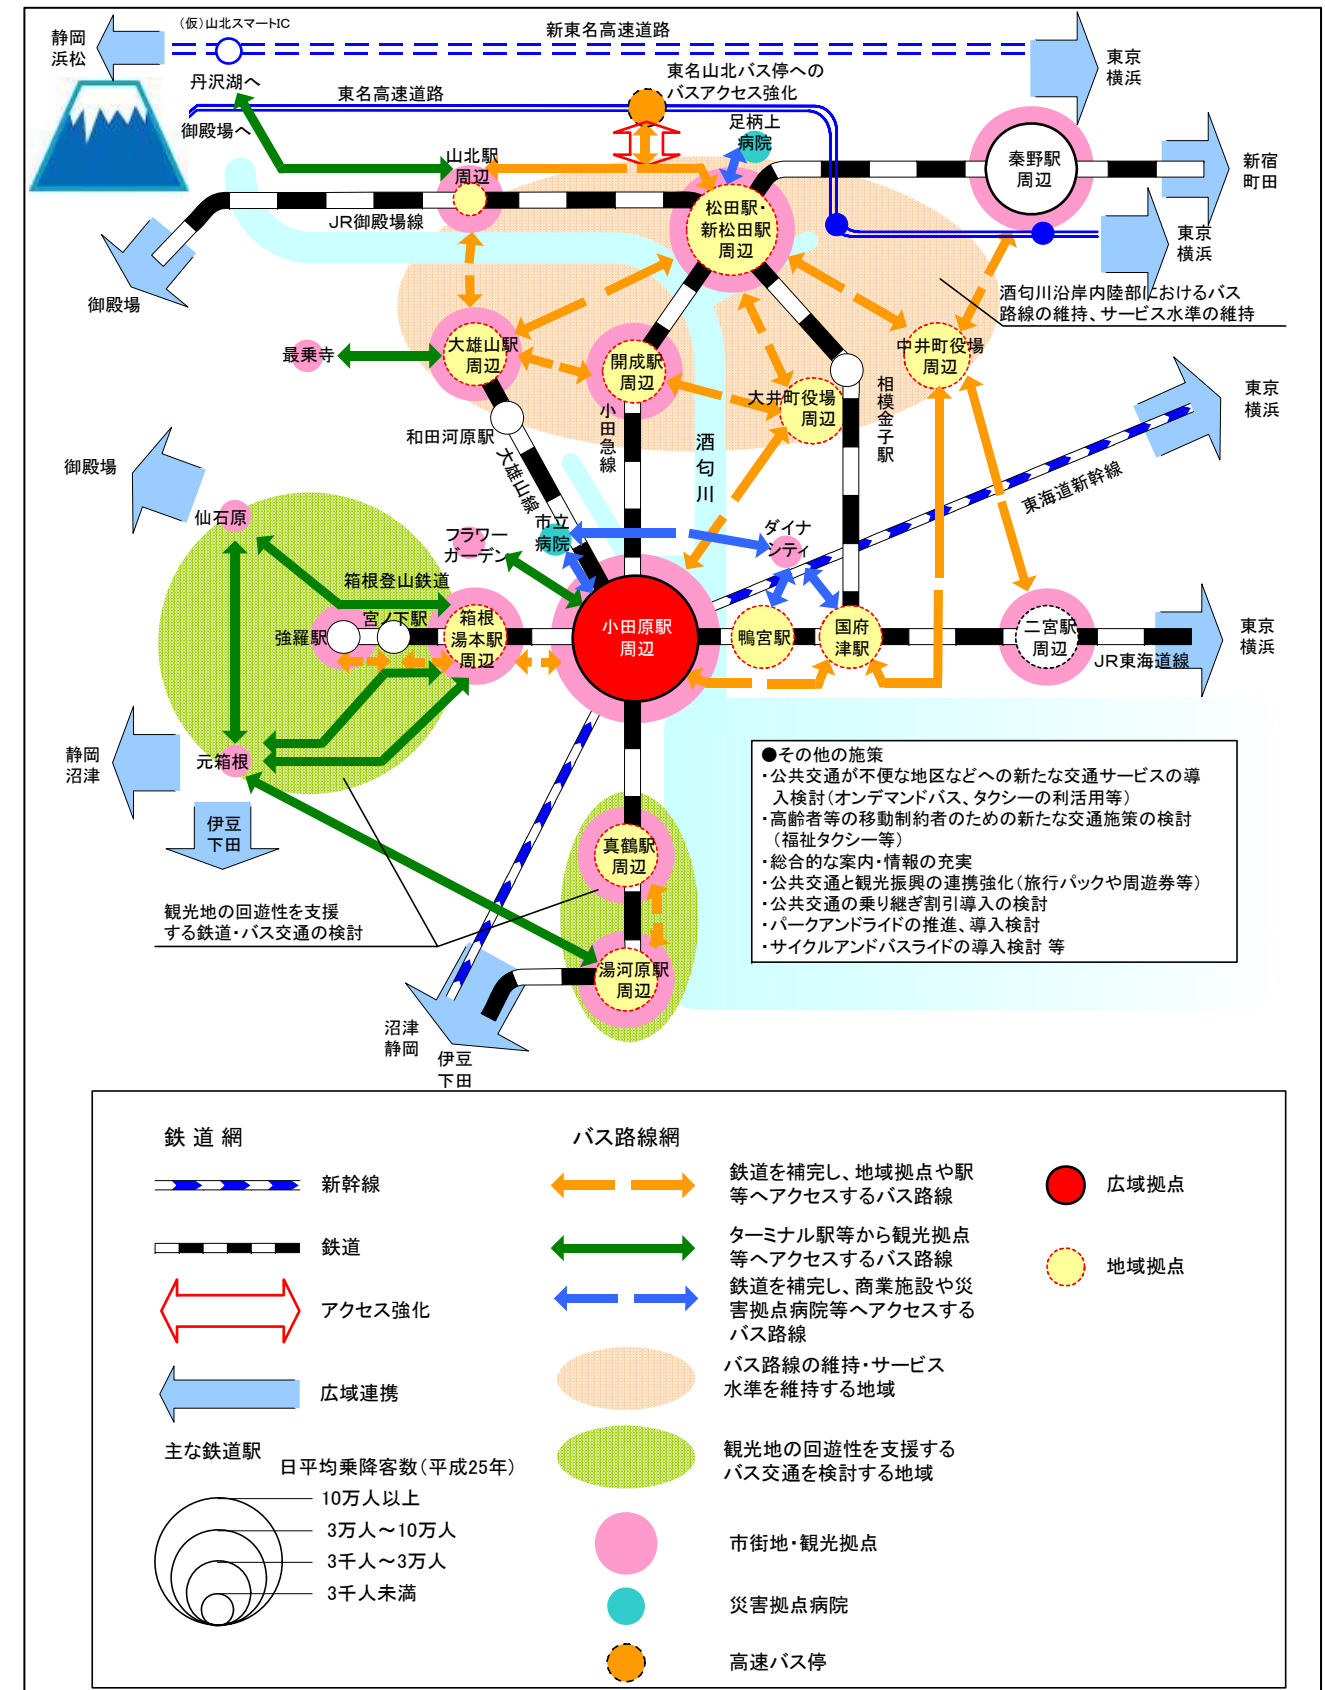 (仮)山北スマートIC
新東名高速道路
静岡
浜松
東京
横浜
丹沢湖へ
東名高速道路
東名山北バス停への
バスアクセス強化
御殿場へ
足柄上
病院
山北駅
周辺
秦野駅
周辺
新宿
町田
松田駅・
新松田駅
周辺
JR御殿場線
東京
横浜
御殿場
酒匂川沿岸内陸部におけるバス
路線の維持、サービス水準の維持
最乗寺
大雄山駅
周辺
開成駅
周辺
中井町役場
周辺
大井町役場
周辺
相模金子駅
東京
横浜
小田急線
和田河原駅
大雄山線
酒匂川
御殿場
東海道新幹線
仙石原
フラワー
ガーデン
市立
病院
ダイナ
シティ
箱根登山鉄道
宮ノ下駅
強羅駅
箱根
湯本駅
周辺
小田原駅
周辺
鴨宮駅
国府
津駅
二宮駅
周辺
JR東海道線
東京
横浜
静岡
沼津
元箱根
伊豆
下田
●その他の施策
・公共交通が不便な地区などへの新たな交通サービスの導
入検討(オンデマンドバス、タクシーの利活用等)
・高齢者等の移動制約者のための新たな交通施策の検討
(福祉タクシー等)
・総合的な案内・情報の充実
・公共交通と観光振興の連携強化(旅行パックや周遊券等)
・公共交通の乗り継ぎ割引導入の検討
・パークアンドライドの推進、導入検討
・サイクルアンドバスライドの導入検討 等
真鶴駅
周辺
観光地の回遊性を支援
する鉄道・バス交通の検討
湯河原駅
周辺
沼津
静岡
伊豆
下田
鉄 道 網
バス路線網
新幹線
鉄道を補完し、地域拠点や駅
等へアクセスするバス路線
広域拠点
鉄道
ターミナル駅等から観光拠点
等へアクセスするバス路線
地域拠点
アクセス強化
鉄道を補完し、商業施設や災
害拠点病院等へアクセスする
バス路線
広域連携
バス路線の維持・サービス
水準を維持する地域
主な鉄道駅
日平均乗降客数(平成25年)
観光地の回遊性を支援する
バス交通を検討する地域
10万人以上
3万人～10万人
3千人～3万人
3千人未満
市街地・観光拠点
災害拠点病院
高速バス停